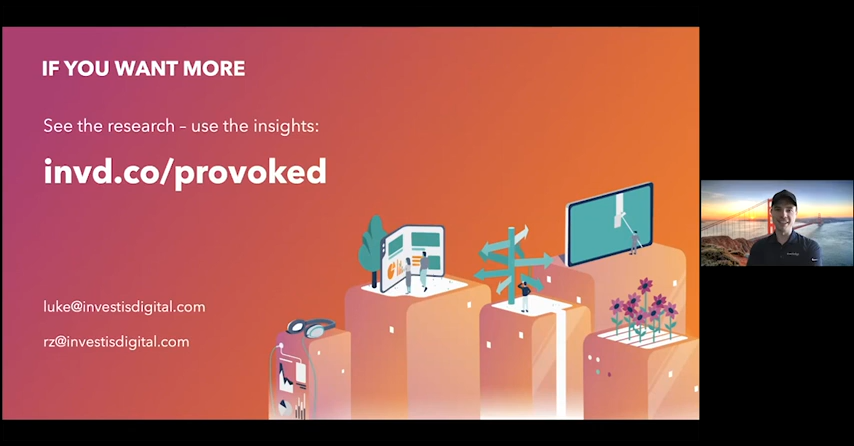 IF YOU WANT MORE
See the research – use the insights:
invd.co/provoked
luke@investisdigital.com
rz@investisdigital.com